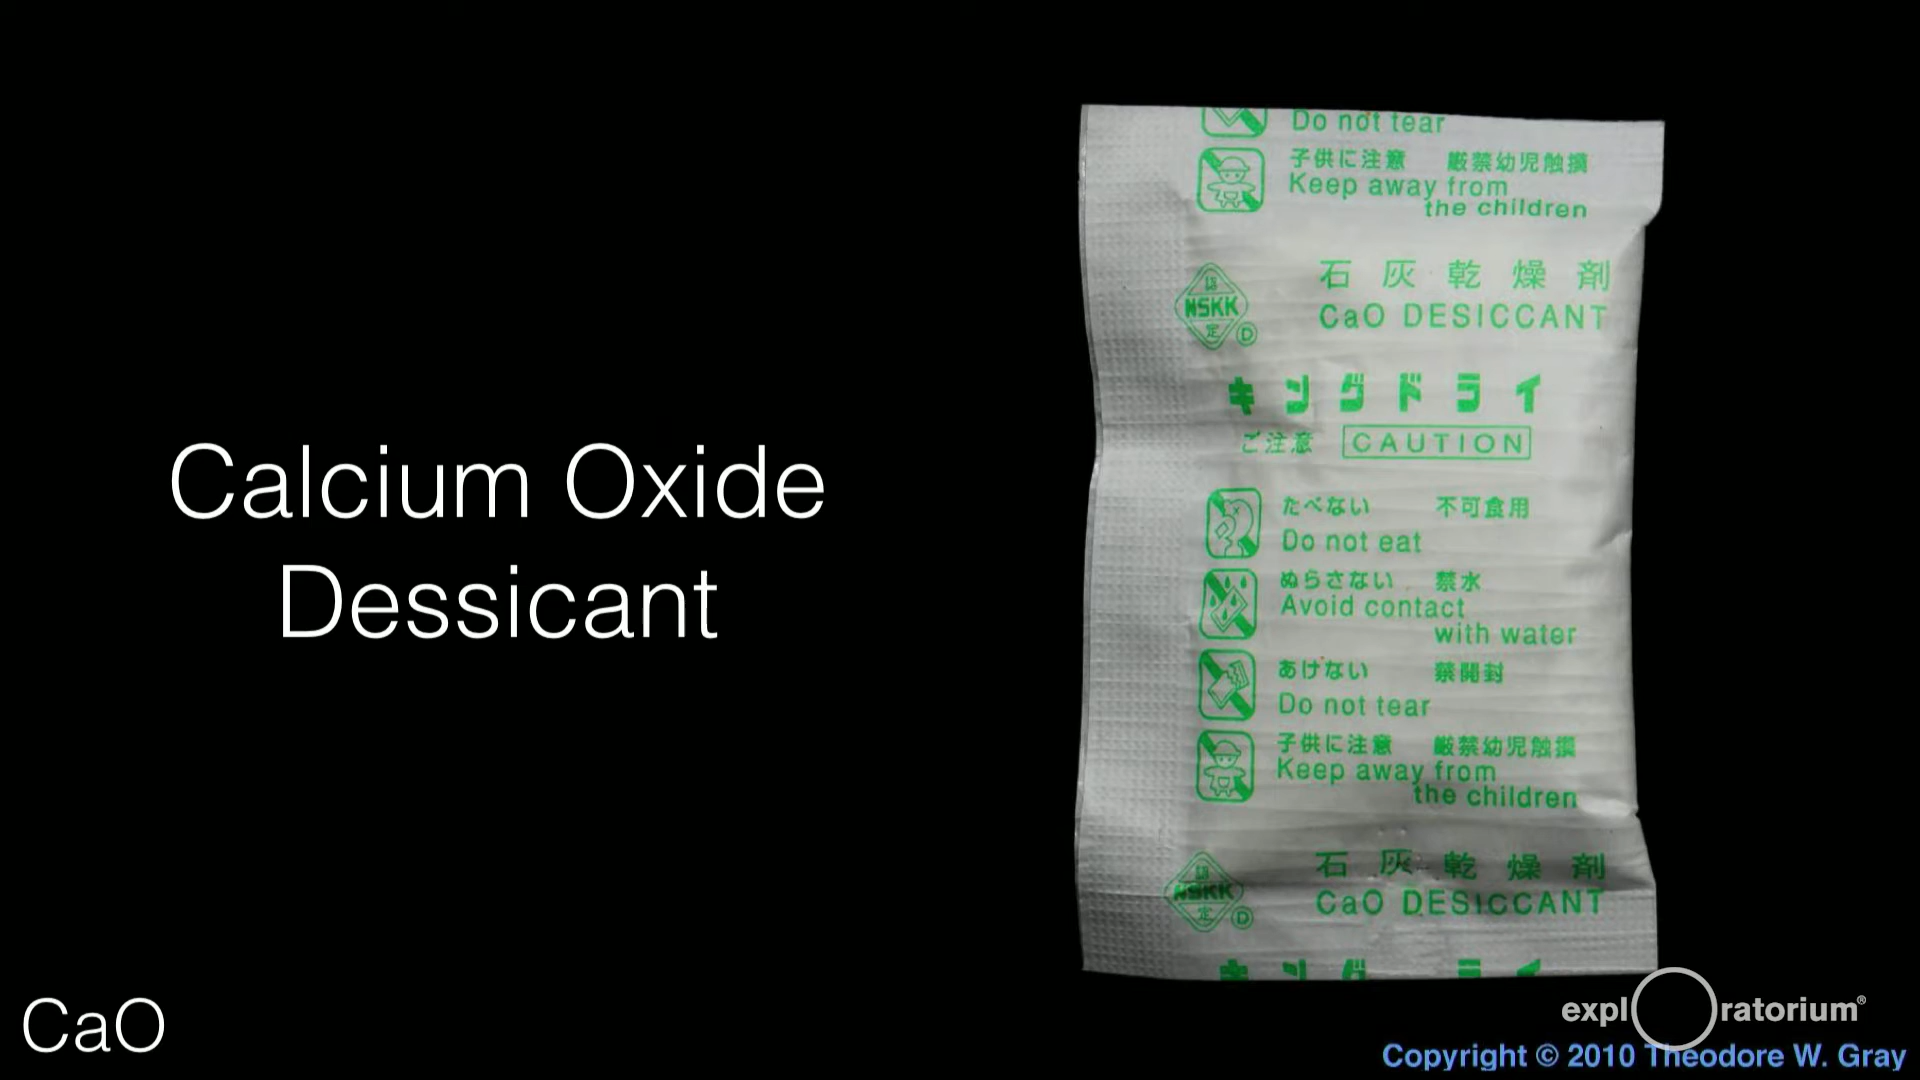 Calcium Oxide
Dessicant
CaO
Do not tear
子供に注意 厳禁幼児触摸
Keep away from
the children
認
NSKK
定
D
石灰乾燥剤
CaO DESICCANT
キングドライ
ご注意 CAUTION
たべない 不可食用
Do not eat
ぬらさない 禁水
Avoid contact
with water
あけない 禁開封
Do not tear
子供に注意 厳禁幼児触摸
Keep away from
the children
認
NSKK
定
D
石灰乾燥剤
CaO DESICCANT
exploratorium®
Copyright © 2010 Theodore W. Gray